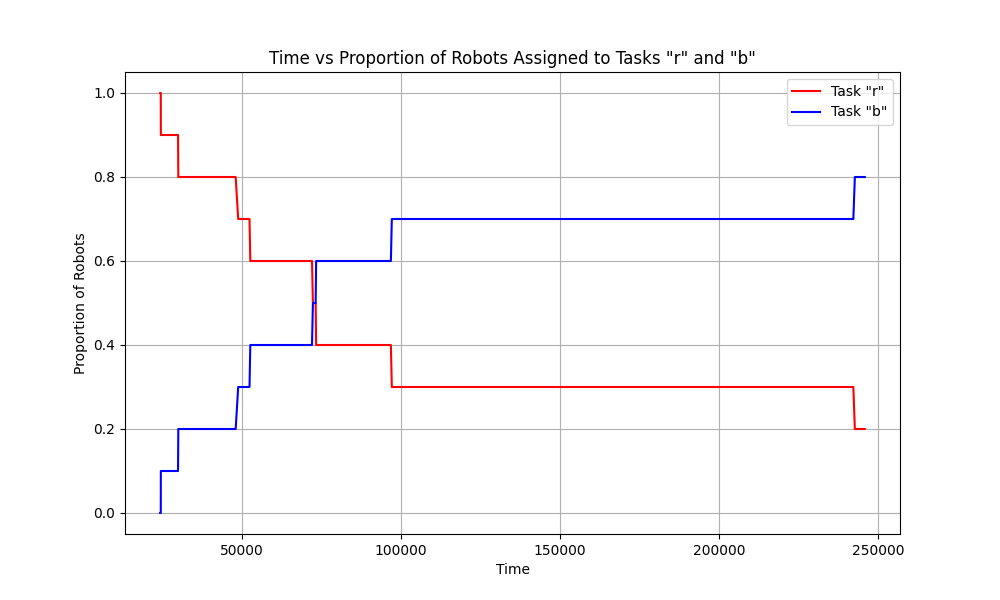 Time vs Proportion of Robots Assigned to Tasks "r" and "b"
Task "r"
Task "b"
Proportion of Robots
1.0
0.8
0.6
0.4
0.2
0.0
50000
100000
150000
200000
250000
Time